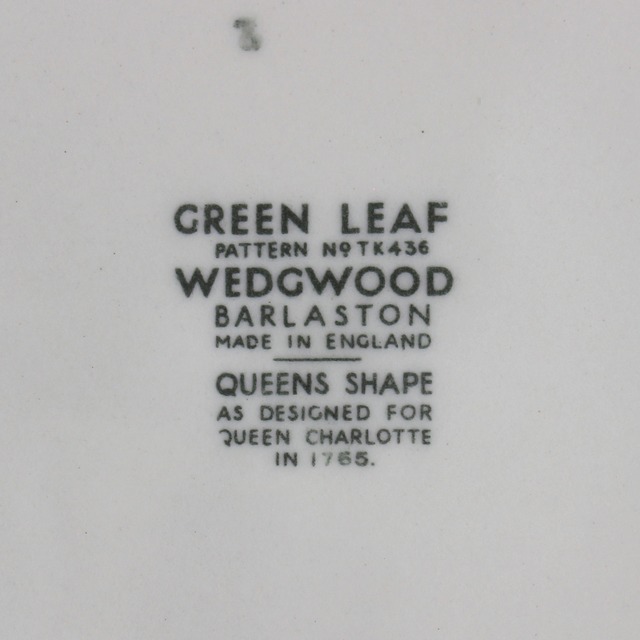 GREEN LEAF
PATTERN Nº TK436
WEDGWOOD
BARLASTON
MADE IN ENGLAND
QUEENS SHAPE
AS DESIGNED FOR
QUEEN CHARLOTTE
IN 1765.